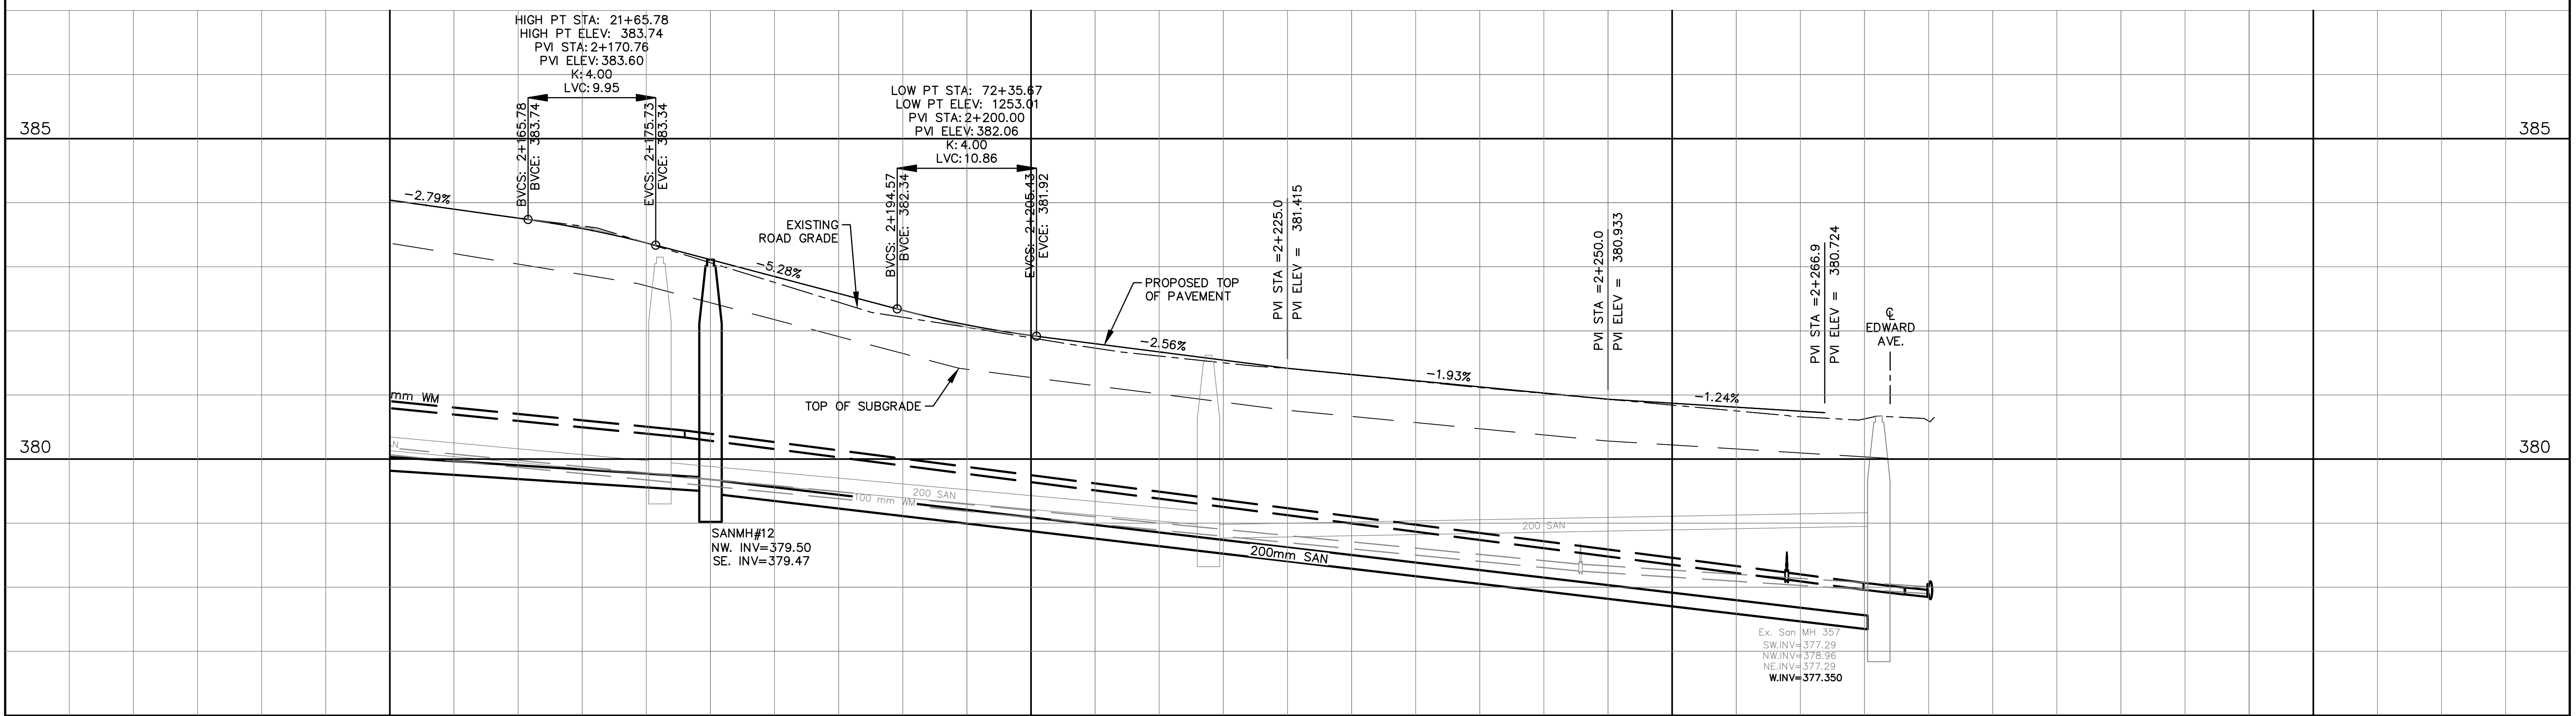 HIGH PT STA: 21+65.78
HIGH PT ELEV: 383.74
PVI STA: 2+170.76
PVI ELEV: 383.60
K: 4.00
LVC: 9.95
BVCS: 2+165.78
BVCE: 383.74
EVCS: 2+175.73
EVCE: 383.34
LOW PT STA: 72+35.67
LOW PT ELEV: 1253.01
PVI STA: 2+200.00
PVI ELEV: 382.06
K: 4.00
LVC: 10.86
BVCS: 2+194.57
BVCE: 382.34
EVCS: 2+205.43
EVCE: 381.92
385
385
-2.79%
EXISTING
ROAD GRADE
-5.28%
PVI STA =2+225.0
PVI ELEV = 381.415
PROPOSED TOP
OF PAVEMENT
-2.56%
PVI STA =2+250.0
PVI ELEV = 380.933
PVI STA =2+266.9
PVI ELEV = 380.724
℄
EDWARD
AVE.
-1.93%
-1.24%
mm WM
TOP OF SUBGRADE
N
380
380
200 SAN
100 mm WM
200 SAN
SANMH#12
NW. INV=379.50
SE. INV=379.47
200mm SAN
Ex. San MH 357
SW.INV=377.29
NW.INV=378.96
NE.INV=377.29
W.INV=377.350